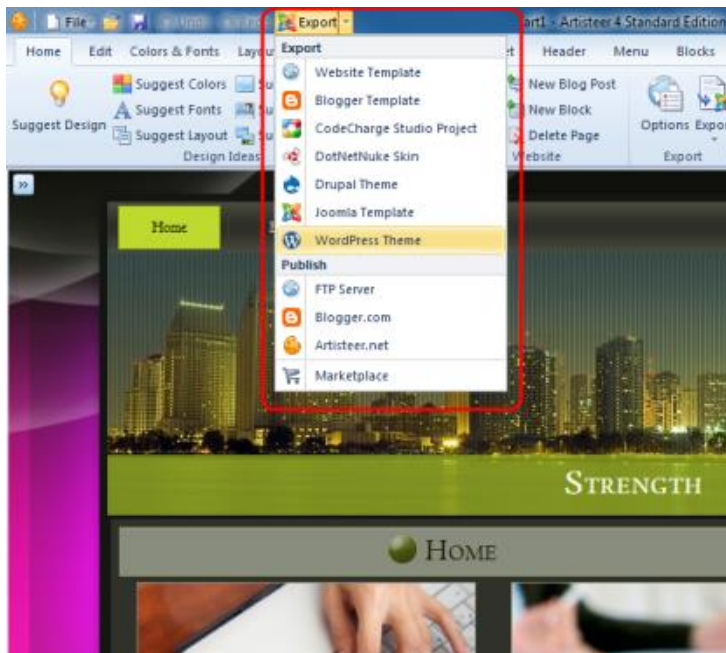 File Undo Export art1 - Artisteer 4 Standard Edition
Home Edit Colors & Fonts Layou Header Menu Blocks
Suggest Design
Suggest Colors
Suggest Fonts
Suggest Layout
Design Ideas
Export
Website Template
Blogger Template
CodeCharge Studio Project
DotNetNuke Skin
Drupal Theme
Joomla Template
WordPress Theme
Publish
FTP Server
Blogger.com
Artisteer.net
Marketplace
New Blog Post
New Block
Delete Page
Website
Options Expor
Export
Home
STRENGTH
HOME